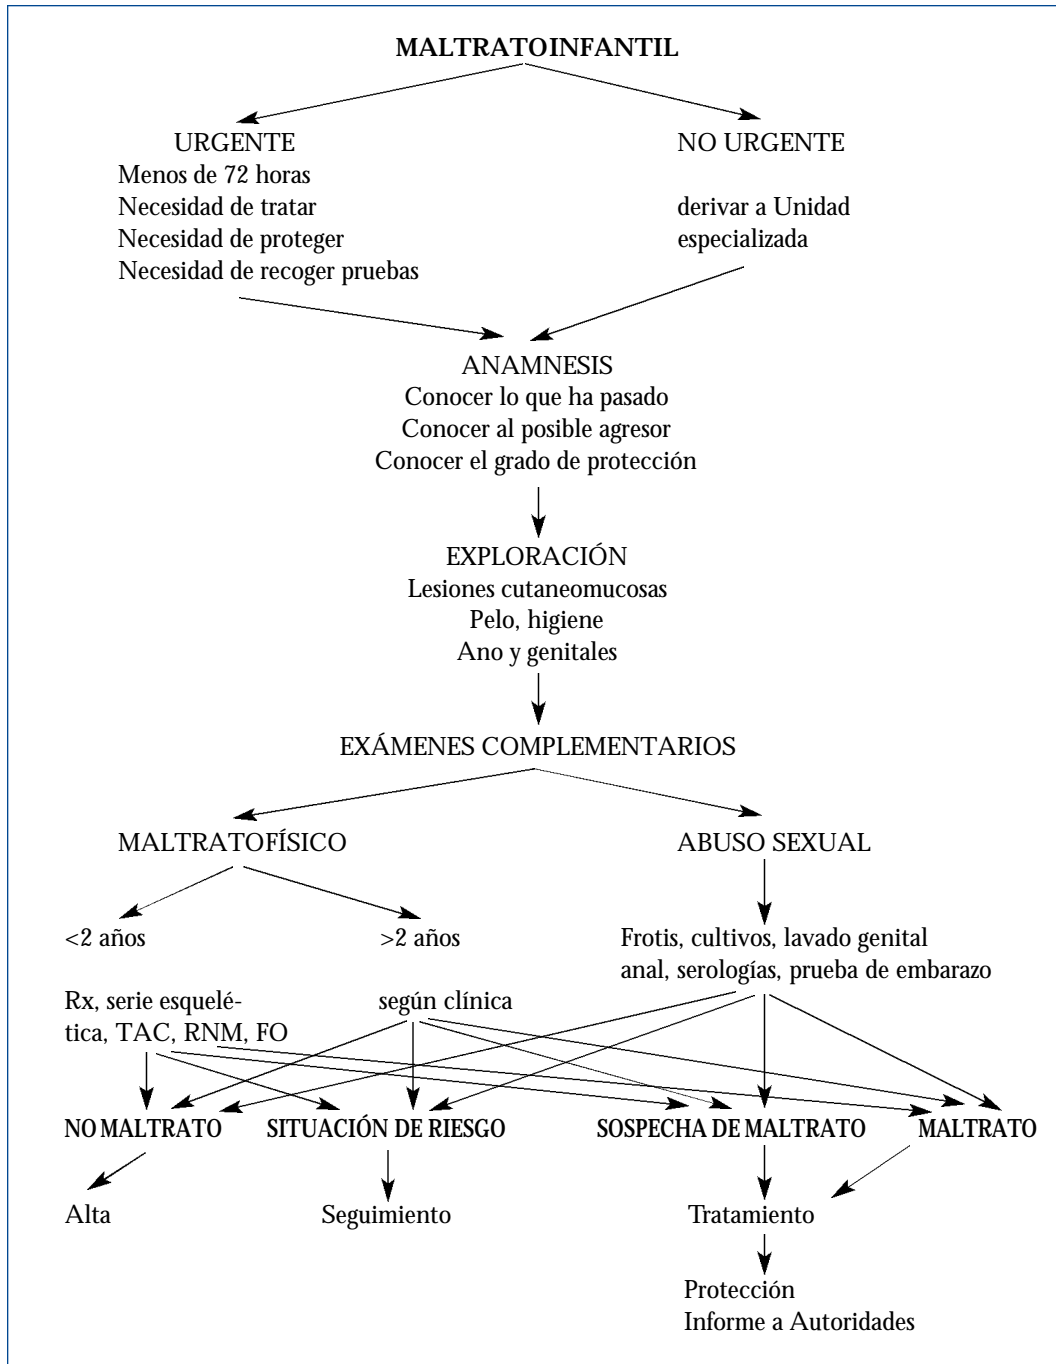 MALTRATOINFANTIL
URGENTE
Menos de 72 horas
Necesidad de tratar
Necesidad de proteger
Necesidad de recoger pruebas
NO URGENTE
derivar a Unidad
especializada
ANAMNESIS
Conocer lo que ha pasado
Conocer al posible agresor
Conocer el grado de protección
EXPLORACIÓN
Lesiones cutaneomucosas
Pelo, higiene
Ano y genitales
EXÁMENES COMPLEMENTARIOS
MALTRATOFÍSICO
ABUSO SEXUAL
<2 años
>2 años
Frotis, cultivos, lavado genital
anal, serologías, prueba de embarazo
Rx, serie esquelé-
tica, TAC, RNM, FO
según clínica
NO MALTRATO
SITUACIÓN DE RIESGO
SOSPECHA DE MALTRATO
MALTRATO
Alta
Seguimiento
Tratamiento
Protección
Informe a Autoridades